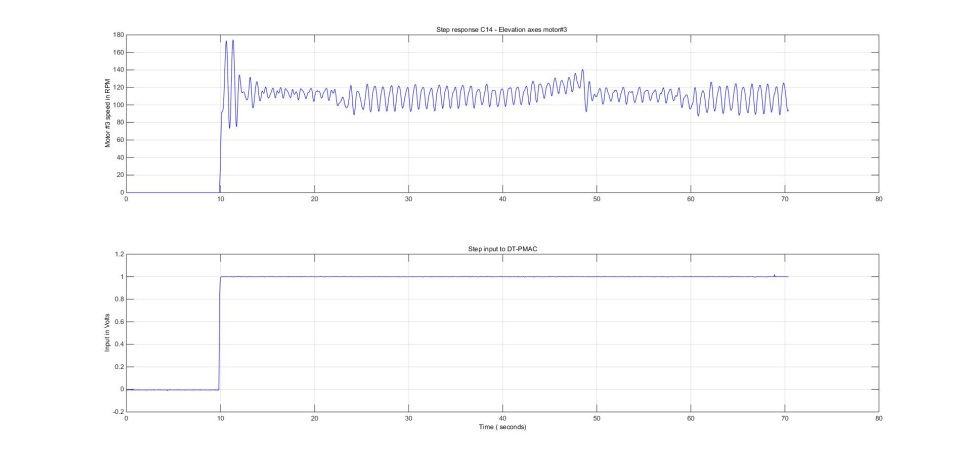 Step response C14 - Elevation axes motor#3
Motor #3 speed in RPM
180
160
140
120
100
80
60
40
20
0
0 10 20 30 40 50 60 70 80
Step input to DT-PMAC
Input in Volts
1.2
1
0.8
0.6
0.4
0.2
0
-0.2
0 10 20 30 40 50 60 70 80
Time ( seconds)